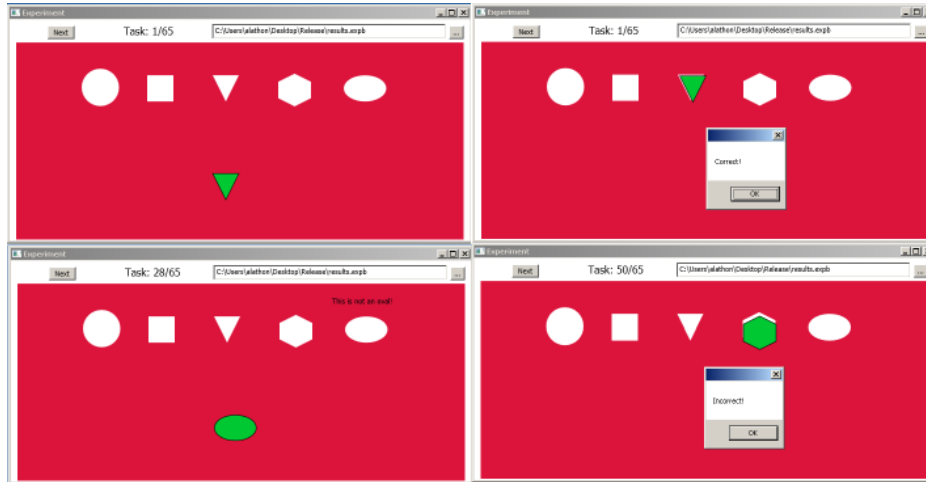 Experiment
Next Task: 1/65 C:\Users\alathon\Desktop\Release\results.expb ...
Experiment
Next Task: 1/65 C:\Users\alathon\Desktop\Release\results.expb ...
Correct!
OK
Experiment
Next Task: 28/65 C:\Users\alathon\Desktop\Release\results.expb ...
This is not an oval!
Experiment
Next Task: 50/65 C:\Users\alathon\Desktop\Release\results.expb ...
Incorrect!
OK